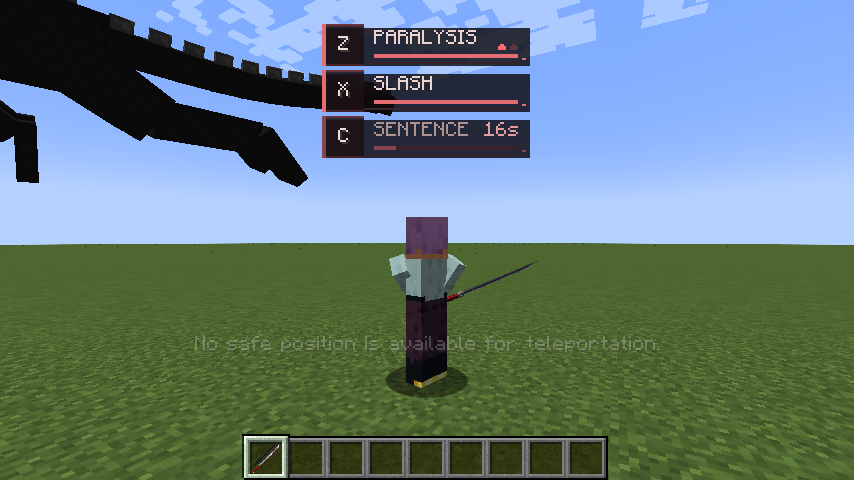 Z PARALYSIS
X SLASH
C SENTENCE 16s
No safe position is available for teleportation.